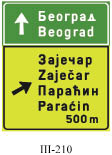 Београд
Beograd
Зајечар
Zaječar
Параћин
Paraćin
500 m
III-210